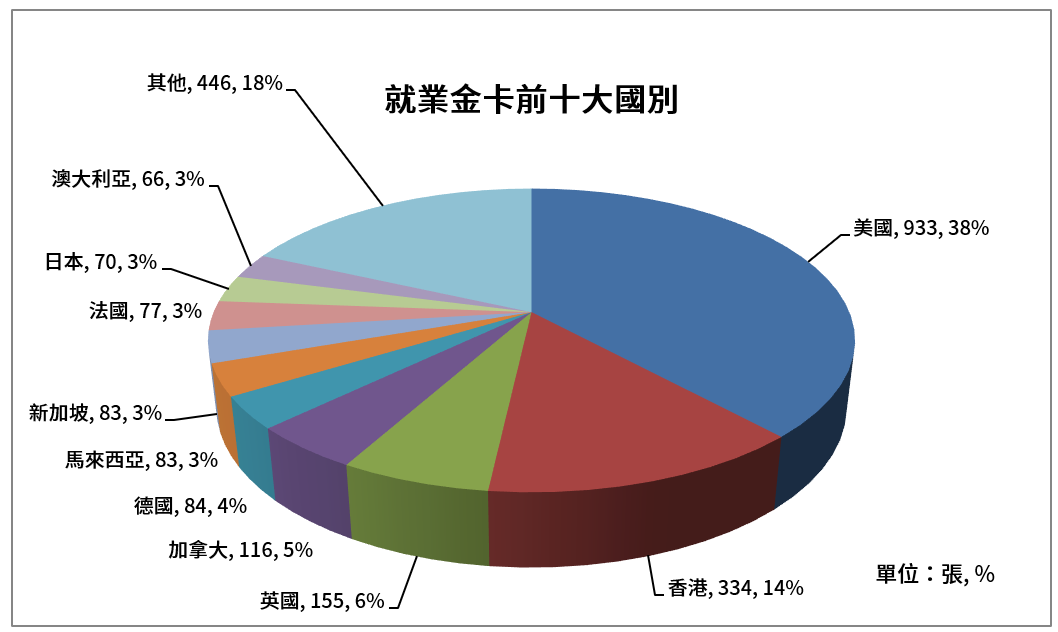 就業金卡前十大國別
其他, 446, 18%
澳大利亞, 66, 3%
美國, 933, 38%
日本, 70, 3%
法國, 77, 3%
新加坡, 83, 3%
馬來西亞, 83, 3%
德國, 84, 4%
加拿大, 116, 5%
英國, 155, 6%
香港, 334, 14%
單位：張, %